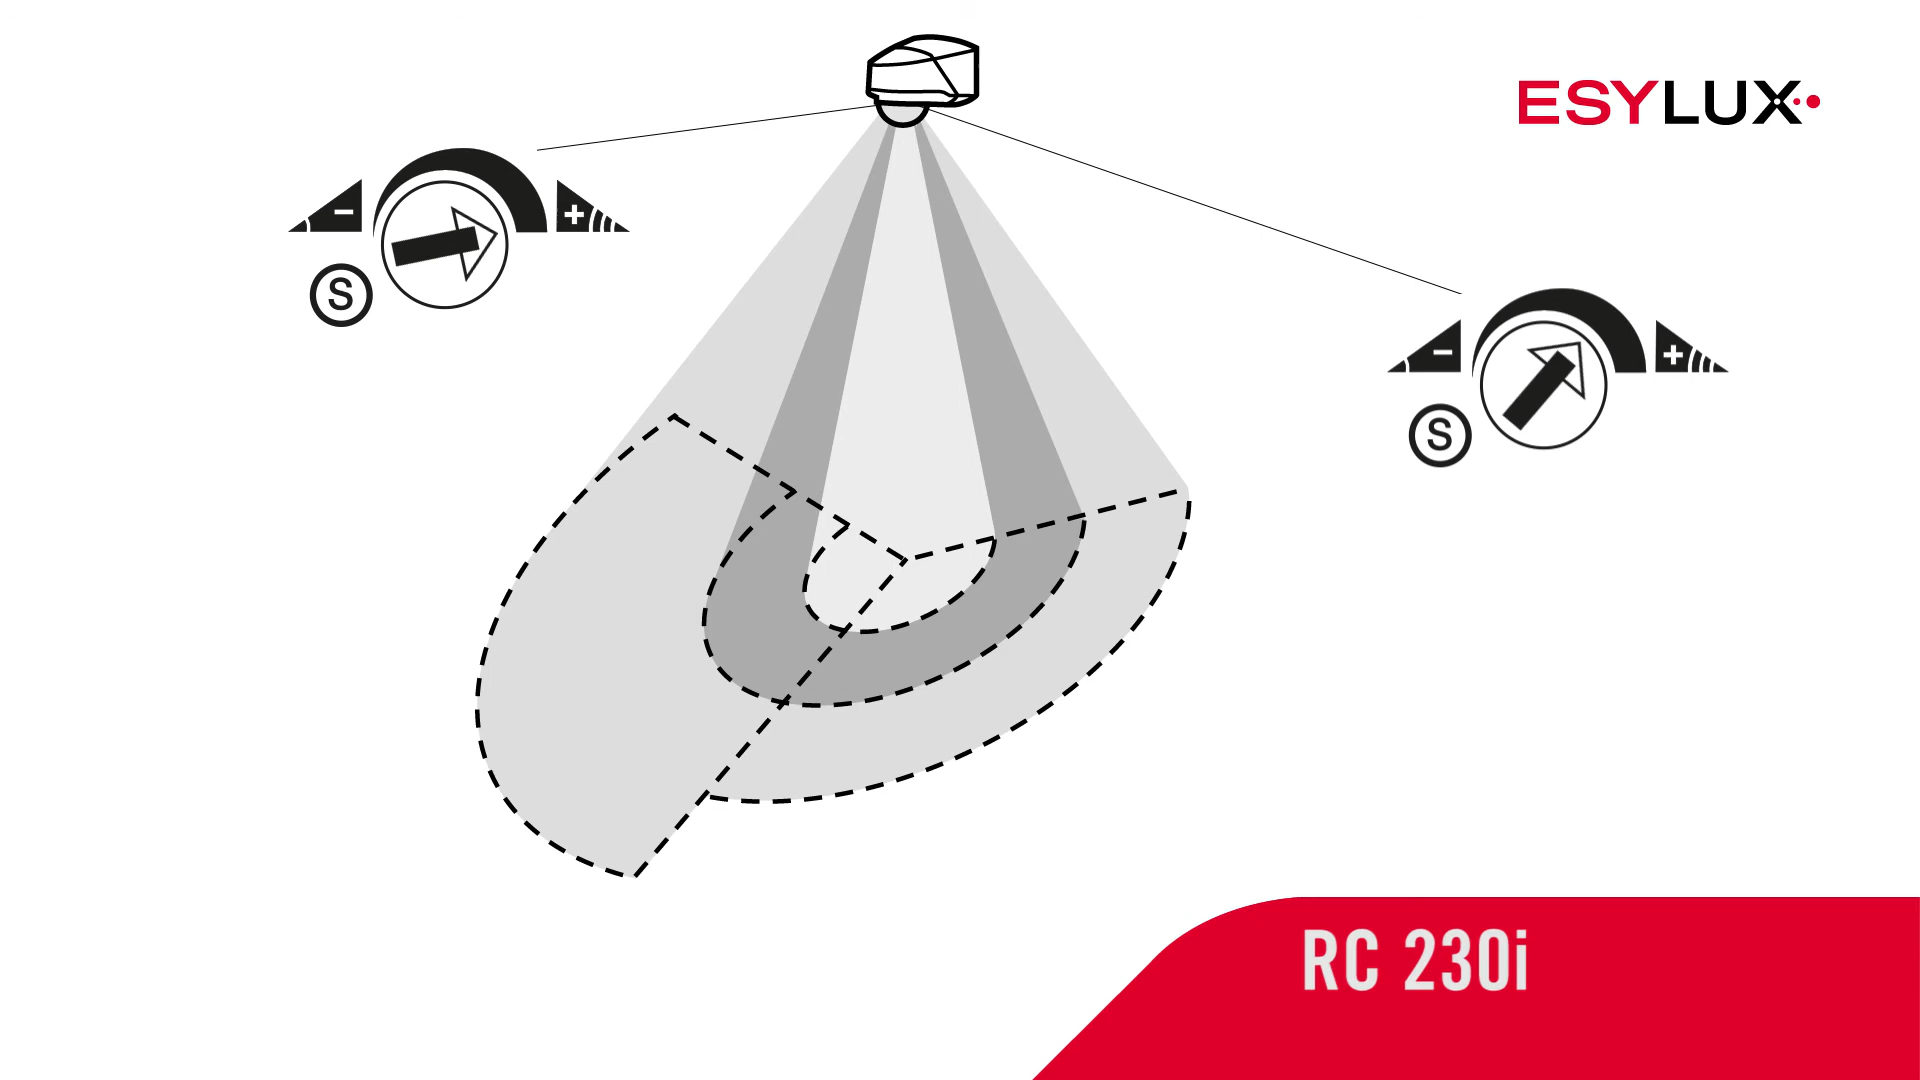 ESYLUX
- +
S
- +
S
RC 230i